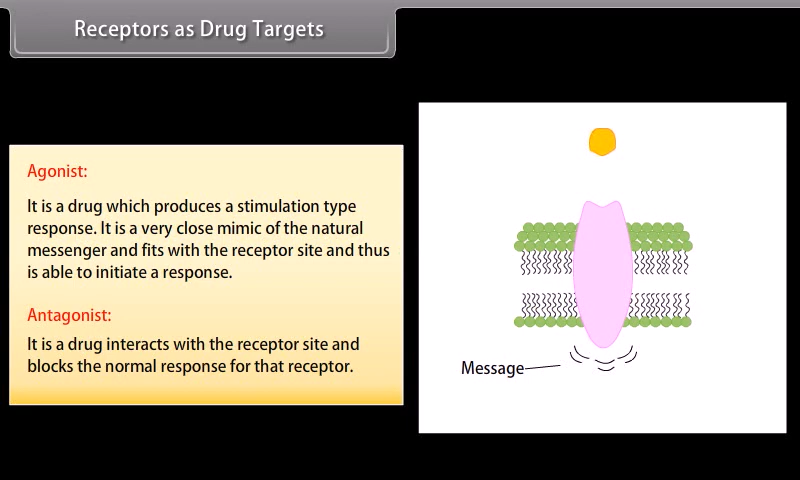 Receptors as Drug Targets
Agonist:
It is a drug which produces a stimulation type
response. It is a very close mimic of the natural
messenger and fits with the receptor site and thus
is able to initiate a response.
Antagonist:
It is a drug interacts with the receptor site and
blocks the normal response for that receptor.
Message